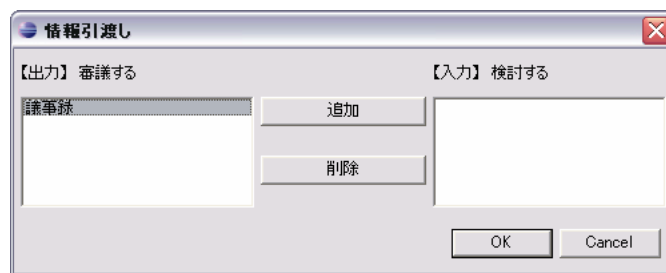 情報引渡し
【出力】 審議する
【入力】 検討する
議事録
追加
削除
OK
Cancel